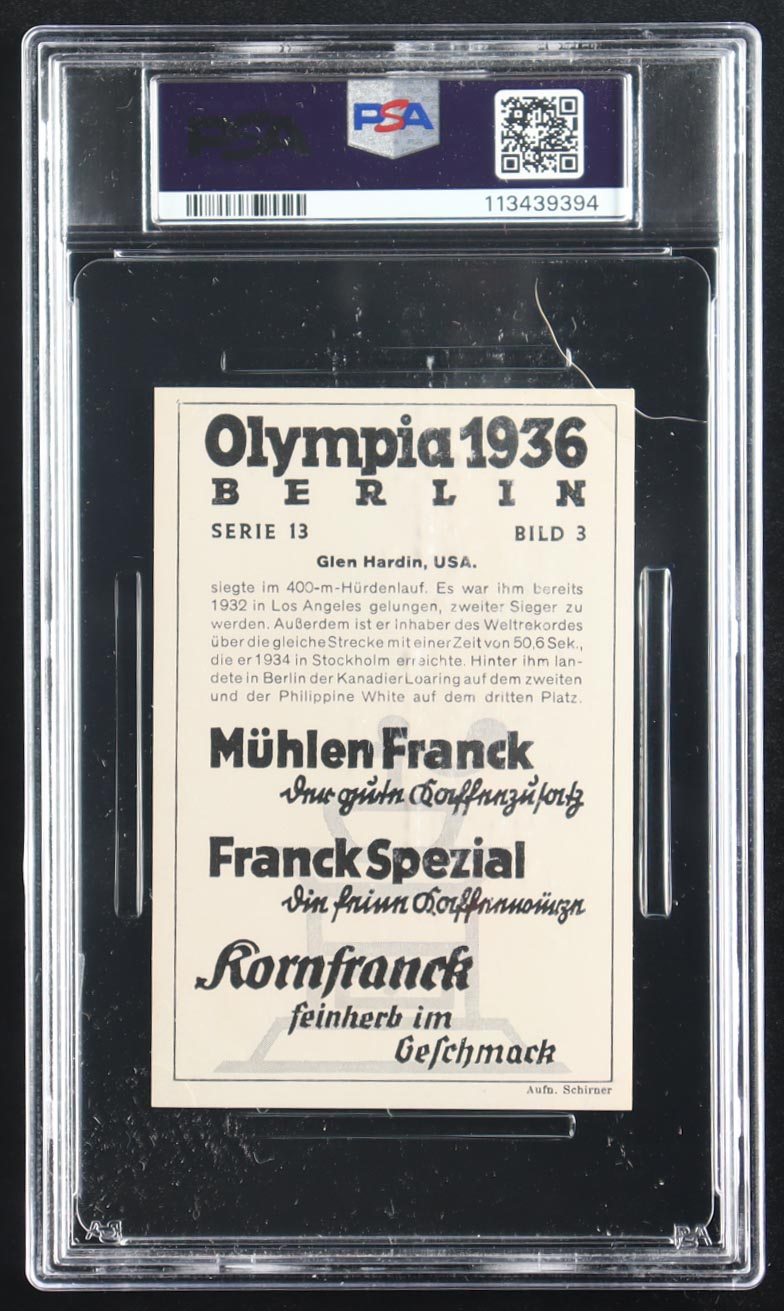 PSA
PSA
113439394
Olympia 1936
BERLIN
SERIE 13 BILD 3
Glen Hardin, USA.
siegte im 400-m-Hürdenlauf. Es war ihm bereits
1932 in Los Angeles gelungen, zweiter Sieger zu
werden. Außerdem ist er Inhaber des Weltrekordes
über die gleiche Strecke mit einer Zeit von 50,6 Sek.,
die er 1934 in Stockholm erreichte. Hinter ihm lan-
dete in Berlin der Kanadier Loaring auf dem zweiten
und der Philippine White auf dem dritten Platz.
Mühlen Franck
der gute Kaffeezusatz
Franck Spezial
die feine Kaffeewürze
Kornfranck
feinherb im
Geschmack
Aufn. Schirner
PSA